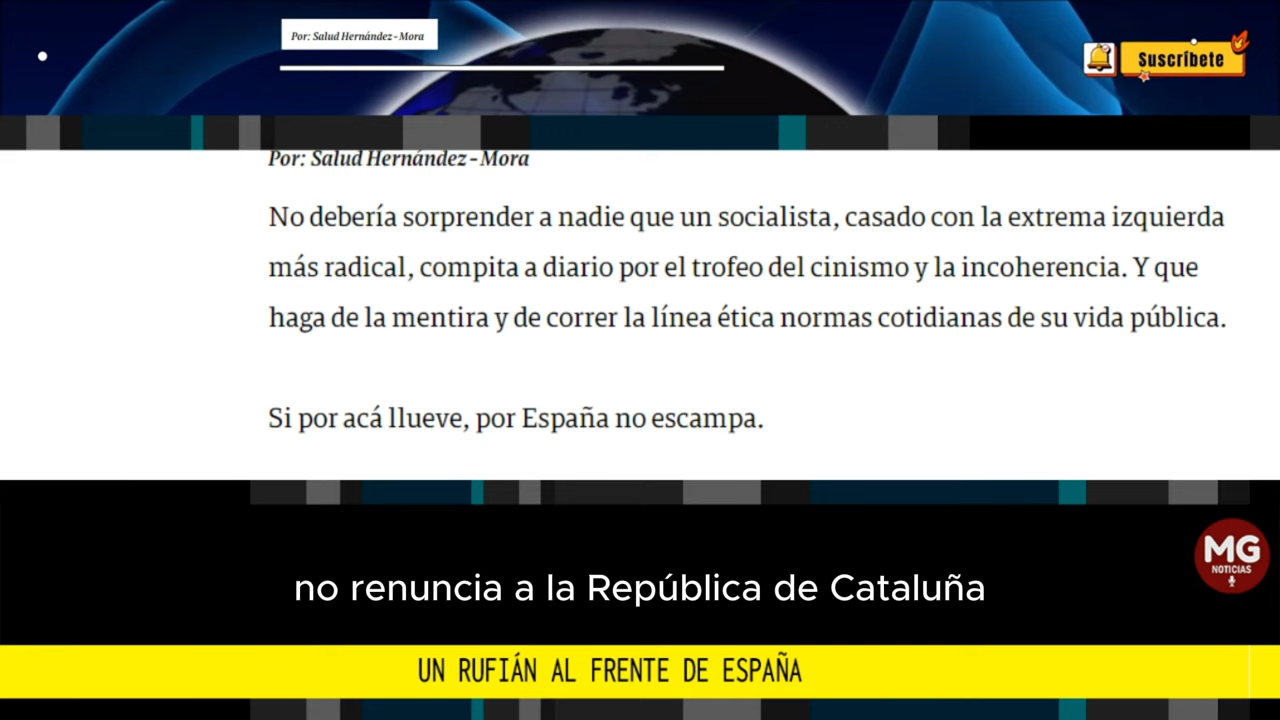 Por: Salud Hernández-Mora
Suscríbete
Por: Salud Hernández-Mora
No debería sorprender a nadie que un socialista, casado con la extrema izquierda
más radical, compita a diario por el trofeo del cinismo y la incoherencia. Y que
haga de la mentira y de correr la línea ética normas cotidianas de su vida pública.
Si por acá llueve, por España no escampa.
MG
NOTICIAS
no renuncia a la República de Cataluña
UN RUFIÁN AL FRENTE DE ESPAÑA